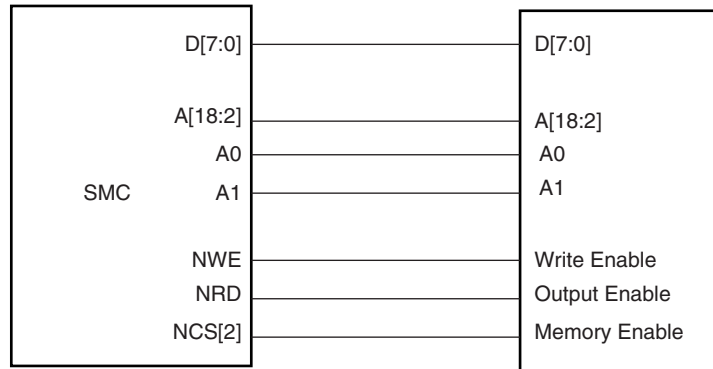 D[7:0] D[7:0]
A[18:2] A[18:2]
A0 A0
SMC A1 A1
NWE Write Enable
NRD Output Enable
NCS[2] Memory Enable